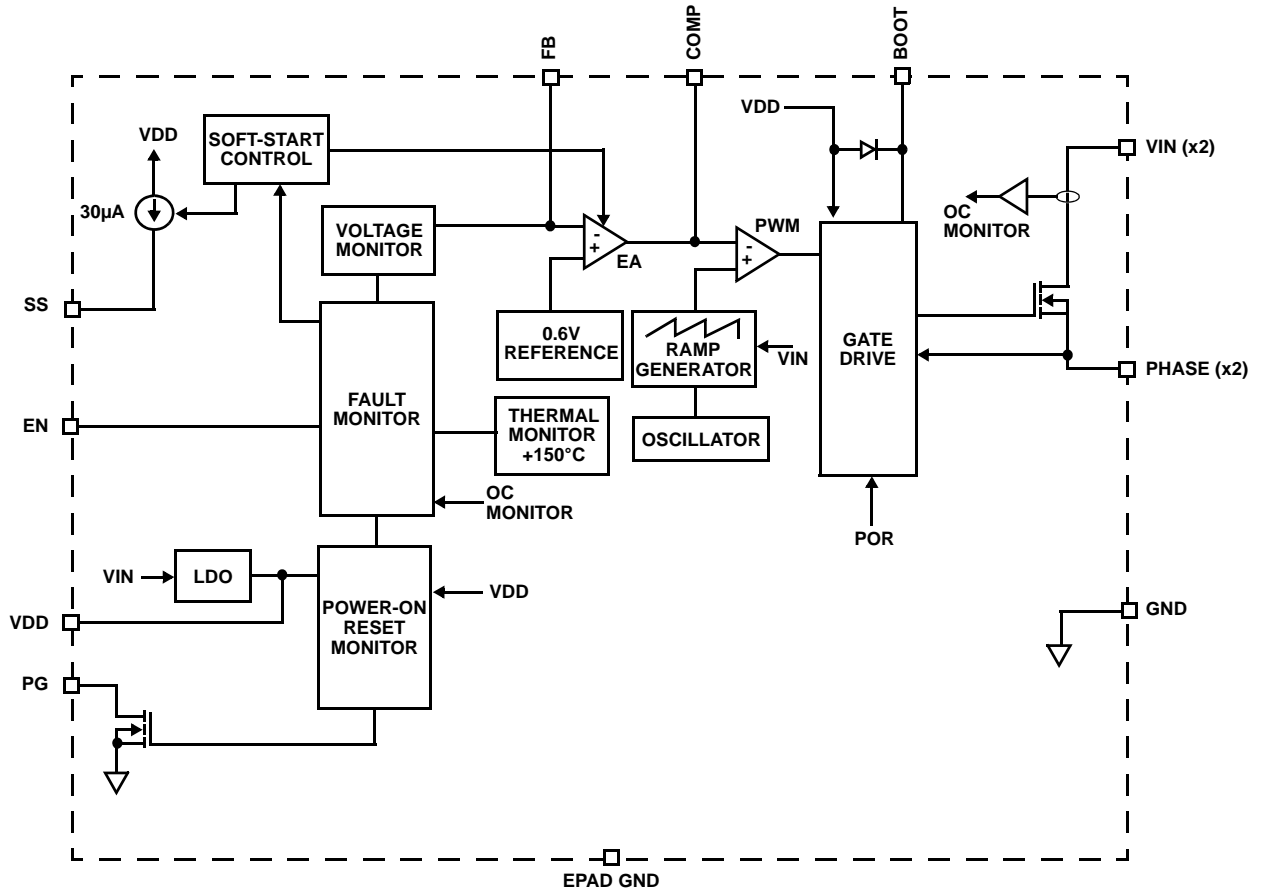 FB
COMP
BOOT
VDD
SOFT-START
CONTROL
VDD
30µA
VIN (x2)
OC
MONITOR
VOLTAGE
MONITOR
-
+
EA
PWM
-
+
SS
0.6V
REFERENCE
RAMP
GENERATOR
VIN
GATE
DRIVE
PHASE (x2)
FAULT
MONITOR
EN
THERMAL
MONITOR
+150°C
OSCILLATOR
OC
MONITOR
POR
VIN
LDO
VDD
POWER-ON
RESET
MONITOR
VDD
GND
PG
EPAD GND